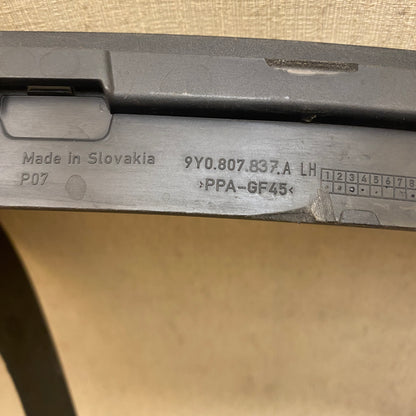 Made in Slovakia
P07
9Y0.807.837.A LH
>PPA-GF45<
1 2 3 4 5 6 7 8